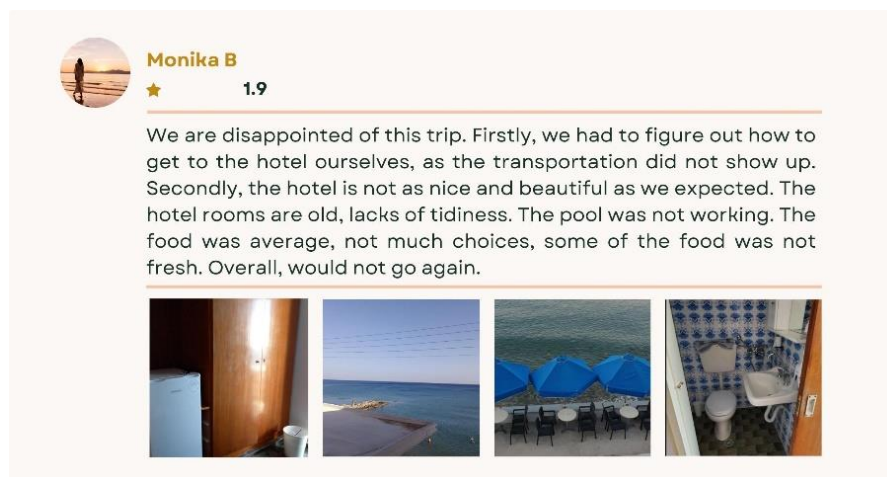 Monika B
1.9
We are disappointed of this trip. Firstly, we had to figure out how to
get to the hotel ourselves, as the transportation did not show up.
Secondly, the hotel is not as nice and beautiful as we expected. The
hotel rooms are old, lacks of tidiness. The pool was not working. The
food was average, not much choices, some of the food was not
fresh. Overall, would not go again.